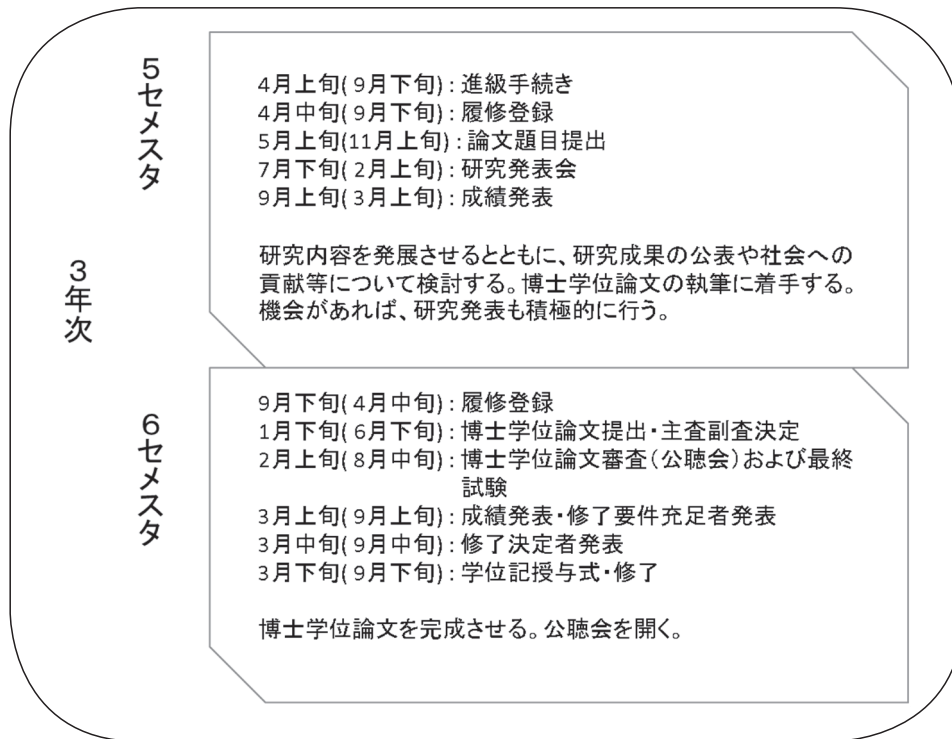 3年次
5セメスタ
4月上旬( 9月下旬) : 進級手続き
4月中旬( 9月下旬) : 履修登録
5月上旬(11月上旬) : 論文題目提出
7月下旬( 2月上旬) : 研究発表会
9月上旬( 3月上旬) : 成績発表
研究内容を発展させるとともに、研究成果の公表や社会への
貢献等について検討する。博士学位論文の執筆に着手する。
機会があれば、研究発表も積極的に行う。
6セメスタ
9月下旬( 4月中旬) : 履修登録
1月下旬( 6月下旬) : 博士学位論文提出・主査副査決定
2月上旬( 8月中旬) : 博士学位論文審査(公聴会)および最終
試験
3月上旬( 9月上旬) : 成績発表・修了要件充足者発表
3月中旬( 9月中旬) : 修了決定者発表
3月下旬( 9月下旬) : 学位記授与式・修了
博士学位論文を完成させる。公聴会を開く。